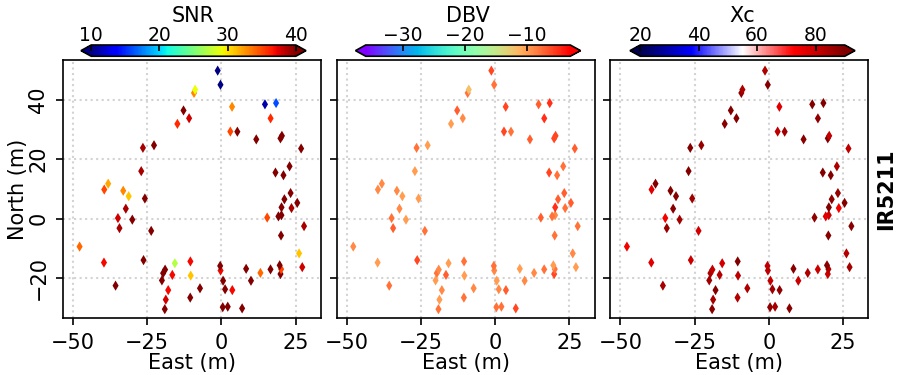 SNR DBV Xc
10 20 30 40 −30 −20 −10 20 40 60 80
40
20
0
−20
North (m)
IR5211
−50 −25 0 25 −50 −25 0 25 −50 −25 0 25
East (m) East (m) East (m)